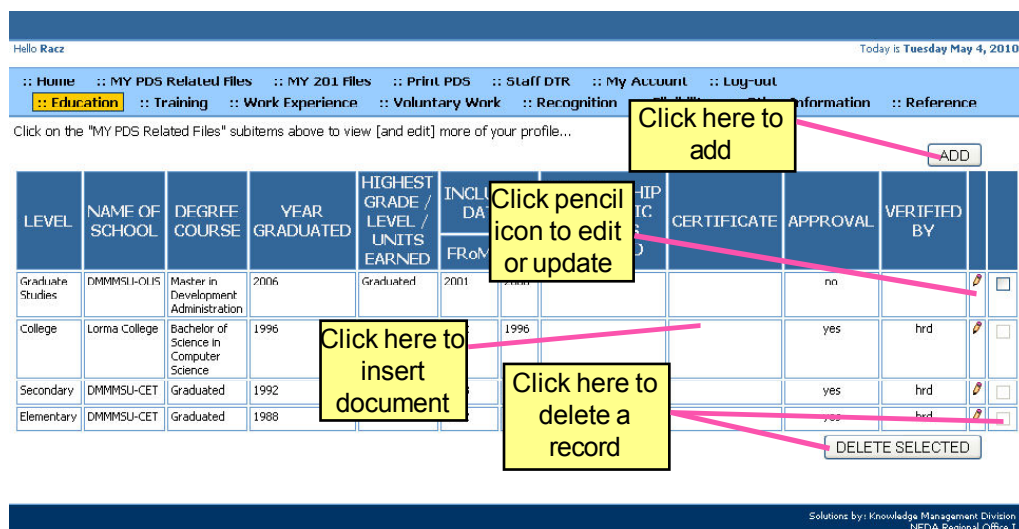 Hello Racz Today is Tuesday May 4, 2010
:: Home :: MY PDS Related Files :: MY 201 Files :: Print PDS :: Staff DTR :: My Account :: Log-out
:: Education :: Training :: Work Experience :: Voluntary Work :: Recognition Information :: Reference
Click on the "MY PDS Related Files" subitems above to view [and edit] more of your profile...
Click here to
add
ADD
LEVEL
NAME OF
SCHOOL
DEGREE
COURSE
YEAR
GRADUATED
HIGHEST
GRADE /
LEVEL /
UNITS
EARNED
FRoM
CERTIFICATE
APPROVAL
VERIFIED
BY
Click pencil
icon to edit
or update
Graduate
Studies
DMMMSU-OUS
Master in
Development
Administration
2006
Graduated
2001
no
College
Lorma College
Bachelor of
Science in
Computer
Science
1996
1996
yes
hrd
Click here to
insert
document
Secondary
DMMMSU-CET
Graduated
1992
yes
hrd
Elementary
DMMMSU-CET
Graduated
1988
yes
hrd
Click here to
delete a
record
DELETE SELECTED
Solutions by: Knowledge Management Division
NEDA Regional Office I